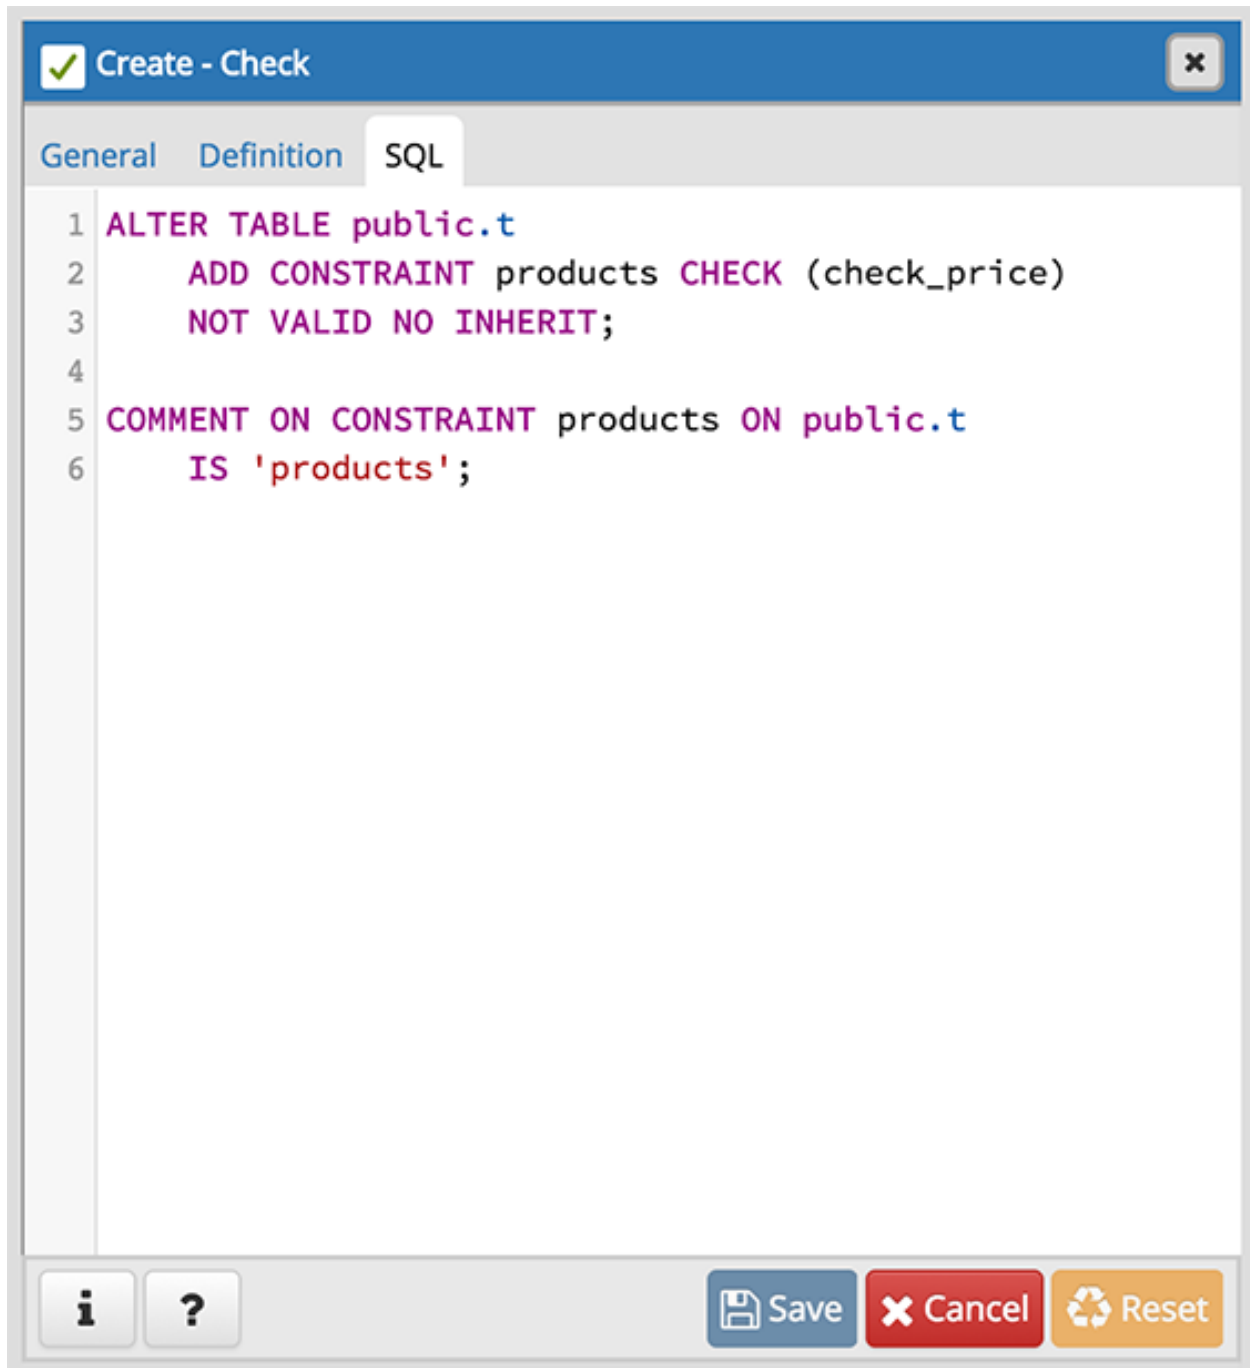 Create - Check
General Definition SQL
1 ALTER TABLE public.t
2 ADD CONSTRAINT products CHECK (check_price)
3 NOT VALID NO INHERIT;
4
5 COMMENT ON CONSTRAINT products ON public.t
6 IS 'products';
i ? Save Cancel Reset